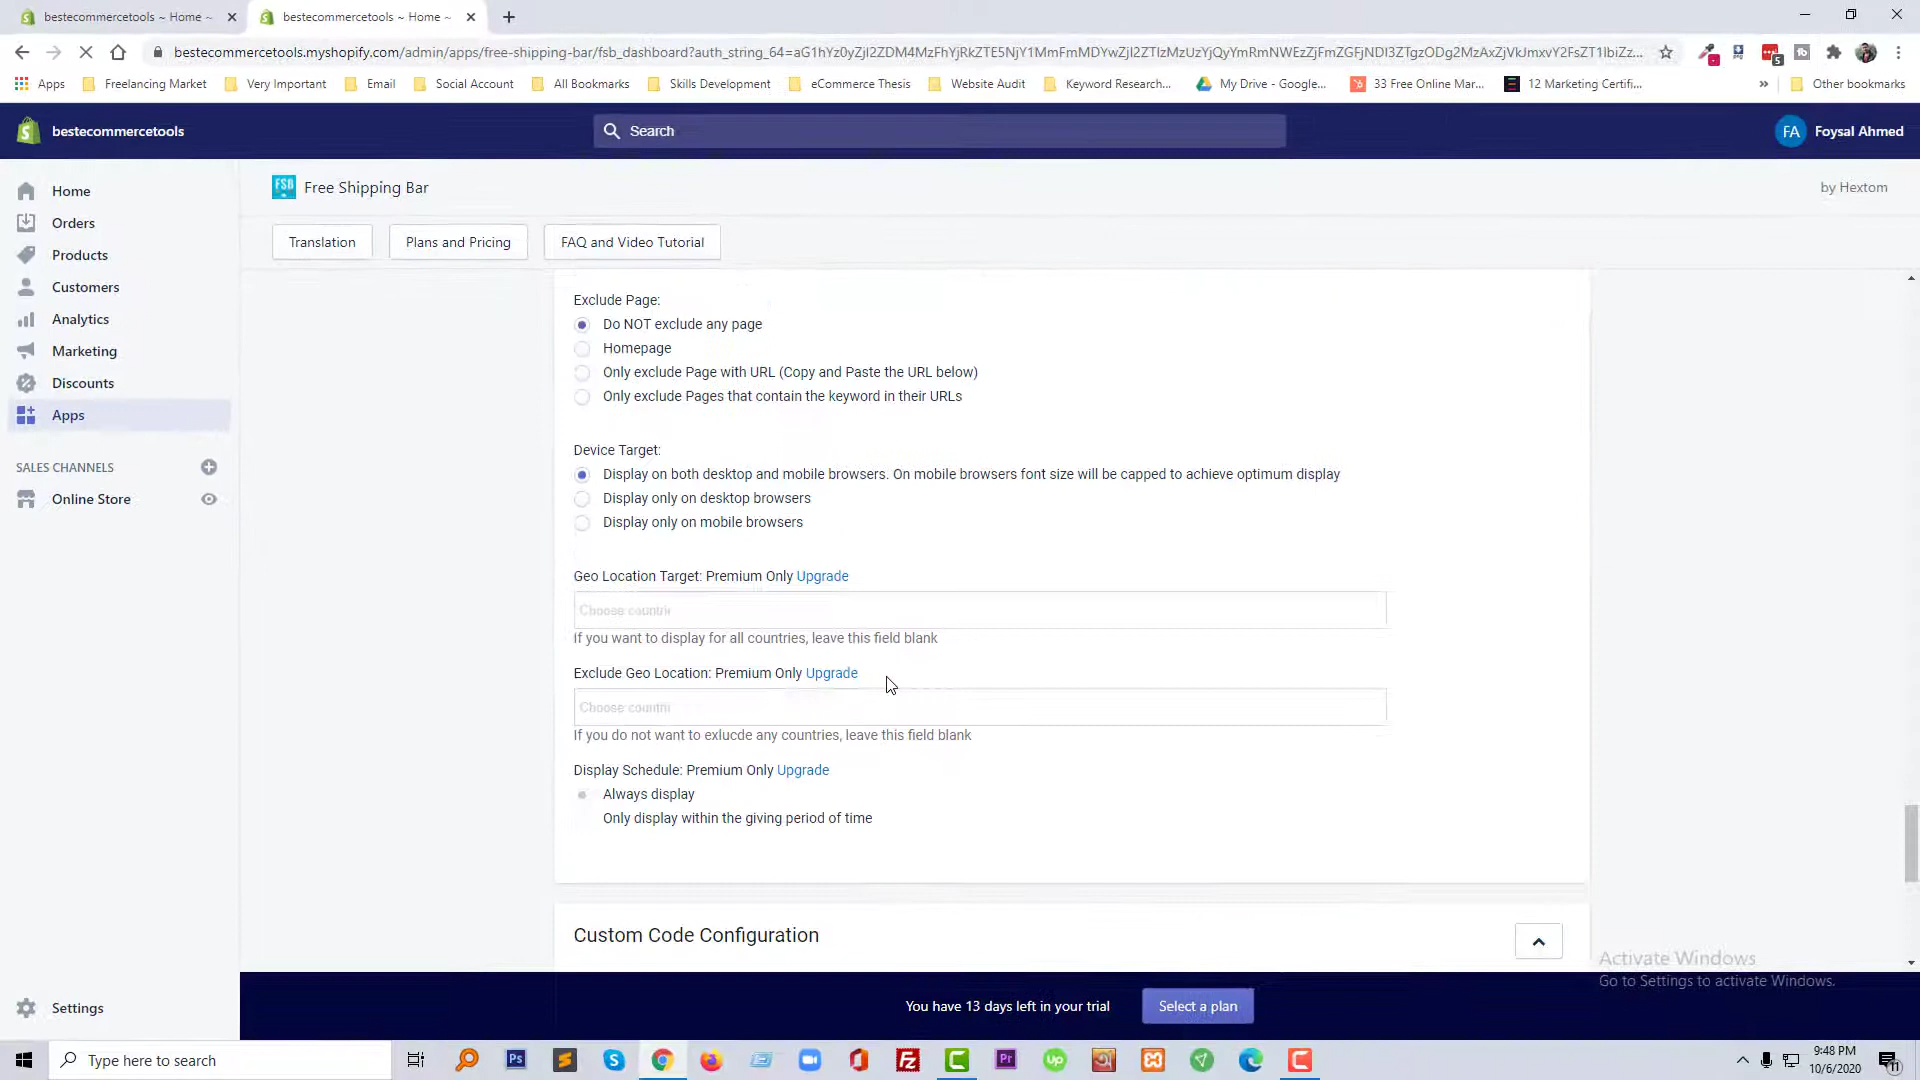 bestecommercetools ~ Home ~
bestecommercetools ~ Home ~
bestecommercetools.myshopify.com/admin/apps/free-shipping-bar/fsb_dashboard?auth_string_64=
Apps
Freelancing Market
Very Important
Email
Social Account
All Bookmarks
Skills Development
eCommerce Thesis
Website Audit
Keyword Research...
My Drive - Google...
33 Free Online Mar...
12 Marketing Certifi...
Other bookmarks
bestecommercetools
Search
FA
Foysal Ahmed
Home
Orders
Products
Customers
Analytics
Marketing
Discounts
Apps
SALES CHANNELS
Online Store
Settings
FSB
Free Shipping Bar
by Hextom
Translation
Plans and Pricing
FAQ and Video Tutorial
Exclude Page:
Do NOT exclude any page
Homepage
Only exclude Page with URL (Copy and Paste the URL below)
Only exclude Pages that contain the keyword in their URLs
Device Target:
Display on both desktop and mobile browsers. On mobile browsers font size will be capped to achieve optimum display
Display only on desktop browsers
Display only on mobile browsers
Geo Location Target: Premium Only Upgrade
Choose countrie
If you want to display for all countries, leave this field blank
Exclude Geo Location: Premium Only Upgrade
Choose countrie
If you do not want to exlucde any countries, leave this field blank
Display Schedule: Premium Only Upgrade
Always display
Only display within the giving period of time
Custom Code Configuration
Activate Windows
Go to Settings to activate Windows.
You have 13 days left in your trial
Select a plan
Type here to search
Ps
Pr
9:48 PM
10/6/2020
11